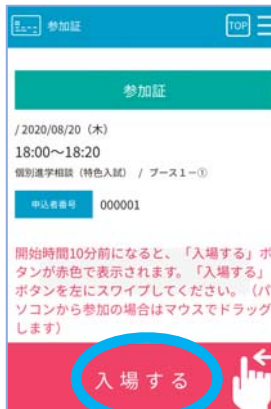 参加証
TOP
参加証
/ 2020/08/20（木）
18:00～18:20
個別進学相談（特色入試） / ブース１ー①
申込者番号 000001
開始時間10分前になると、「入場する」ボ
タンが赤色で表示されます。「入場する」
ボタンを左にスワイプしてください。（パ
ソコンから参加の場合はマウスでドラッグ
します）
入場する